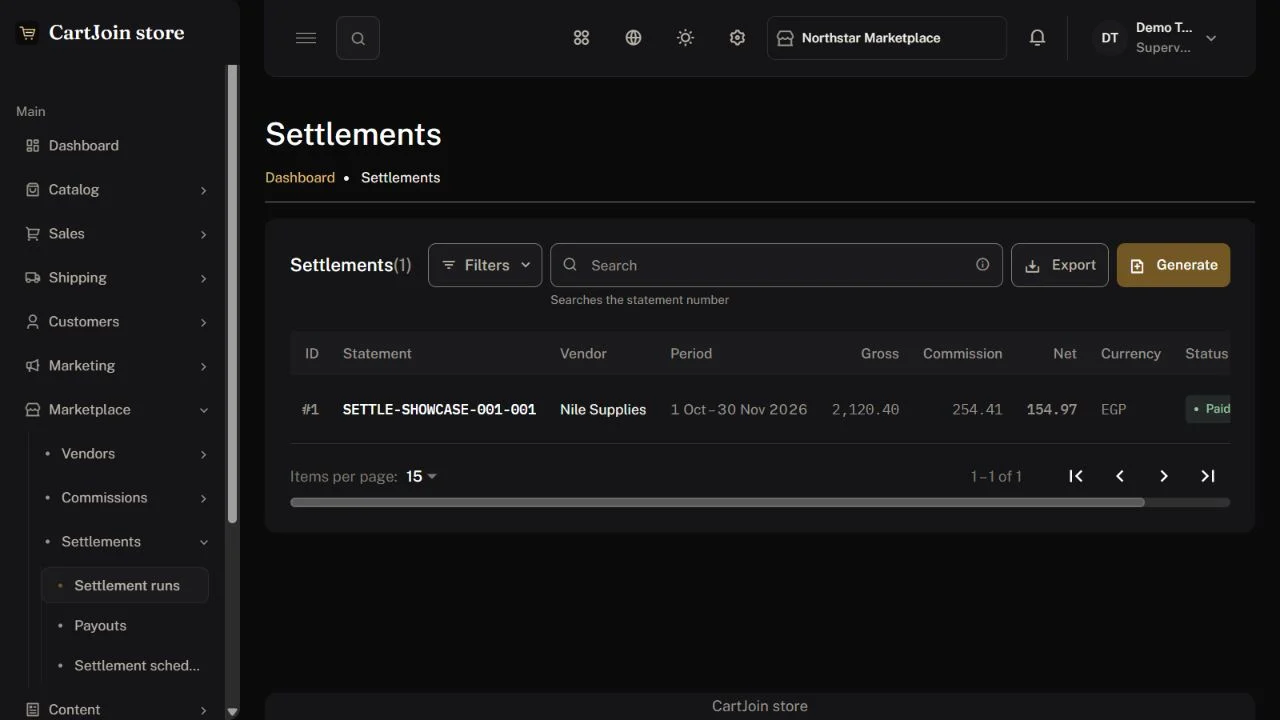 CartJoin store
Northstar Marketplace
DT
Demo T...
Superv...
Main
Dashboard
Catalog
Sales
Shipping
Customers
Marketing
Marketplace
Vendors
Commissions
Settlements
Settlement runs
Payouts
Settlement sched...
Content
Settlements
Dashboard • Settlements
Settlements(1)
Filters
Search
Export
Generate
Searches the statement number
ID Statement Vendor Period Gross Commission Net Currency Status
#1 SETTLE-SHOWCASE-001-001 Nile Supplies 1 Oct–30 Nov 2026 2,120.40 254.41 154.97 EGP • Paid
Items per page: 15
1–1 of 1
CartJoin store